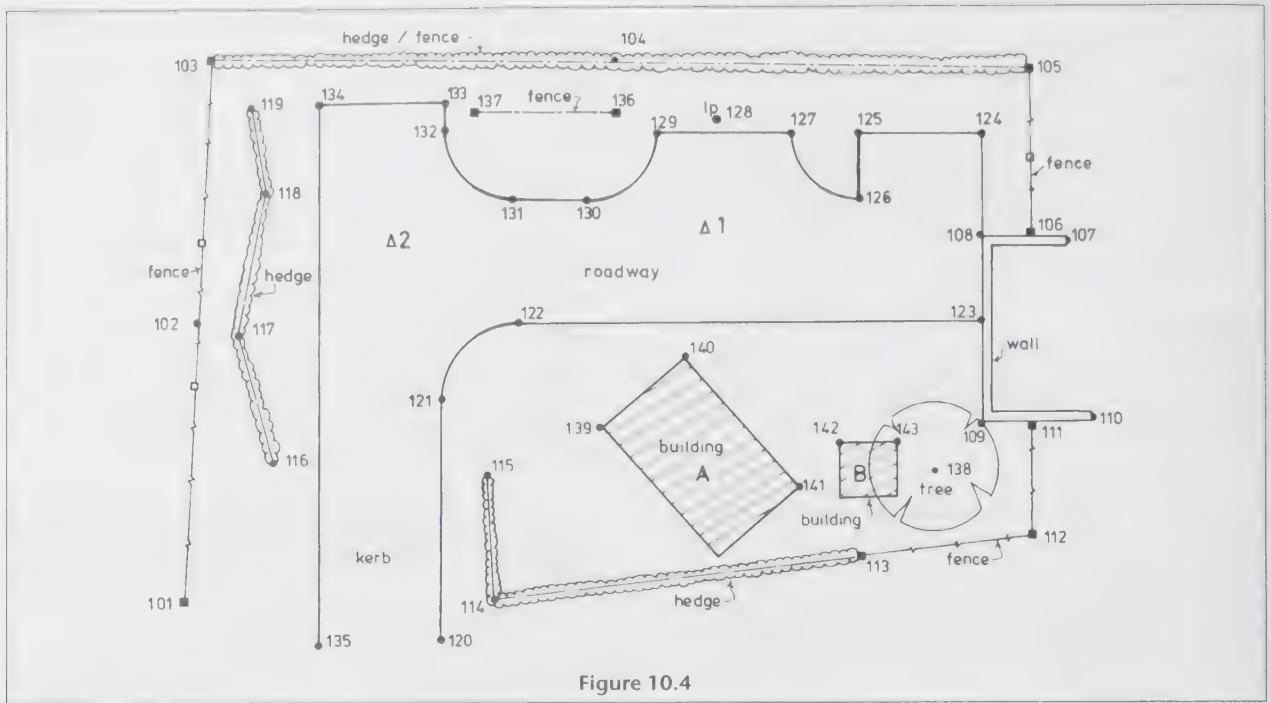 hedge / fence
104
103
105
119
134
133
137
fence
136
lp
128
132
129
127
125
124
fence
118
131
130
126
Δ2
Δ1
108
106
107
fence
hedge
roadway
102
117
122
123
wall
140
121
139
building
A
142
143
109
111
110
116
115
141
B
138
tree
building
kerb
112
113
fence
101
114
hedge
135
120
Figure 10.4